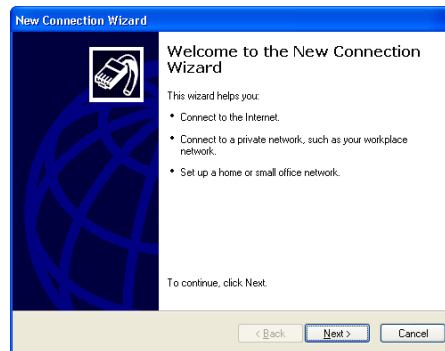 New Connection Wizard
Welcome to the New Connection
Wizard
This wizard helps you:
• Connect to the Internet.
• Connect to a private network, such as your workplace
network.
• Set up a home or small office network.
To continue, click Next.
< Back Next > Cancel